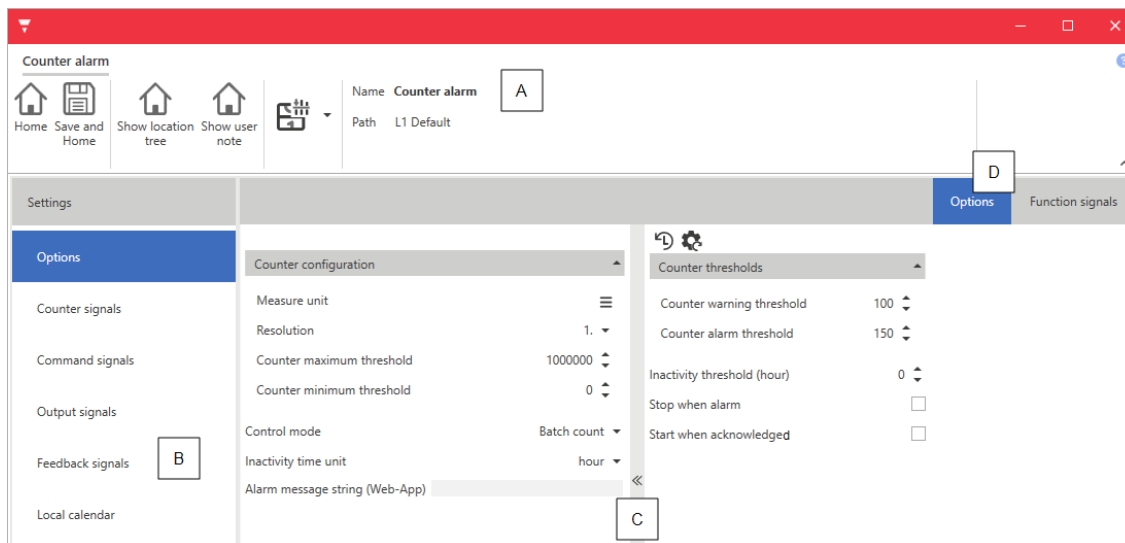 Counter alarm
?
Home
Save and
Home
Show location
tree
Show user
note
Name Counter alarm
Path L1 Default
A
D
Settings
Options
Function signals
Options
Counter signals
Command signals
Output signals
Feedback signals
B
Local calendar
Counter configuration
Measure unit
Resolution 1.
Counter maximum threshold 1000000
Counter minimum threshold 0
Control mode Batch count
Inactivity time unit hour
Alarm message string (Web-App)
C
Counter thresholds
Counter warning threshold 100
Counter alarm threshold 150
Inactivity threshold (hour) 0
Stop when alarm
Start when acknowledged